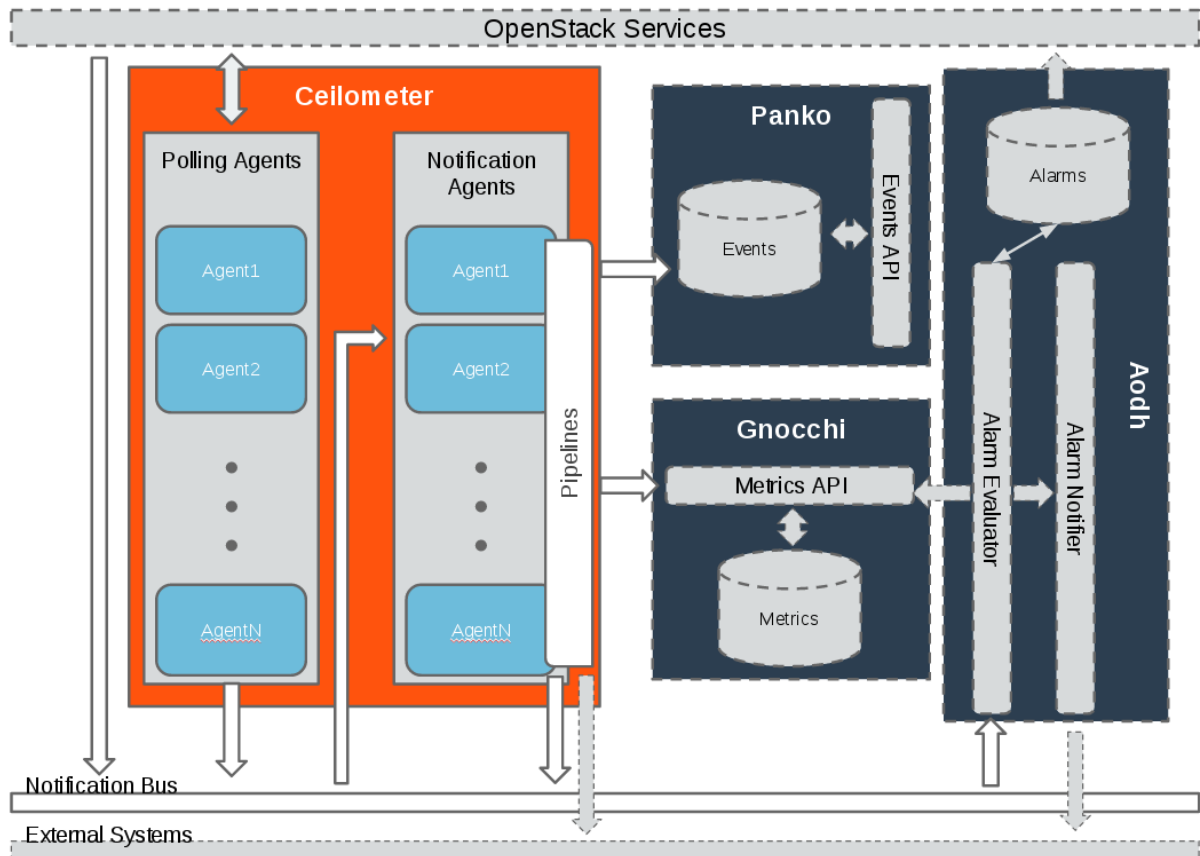 OpenStack Services
Ceilometer
Polling Agents
Agent1
Agent2
AgentN
Notification
Agents
Agent1
Agent2
AgentN
Pipelines
Panko
Events
Events API
Gnocchi
Metrics API
Metrics
Aodh
Alarms
Alarm Evaluator
Alarm Notifier
Notification Bus
External Systems